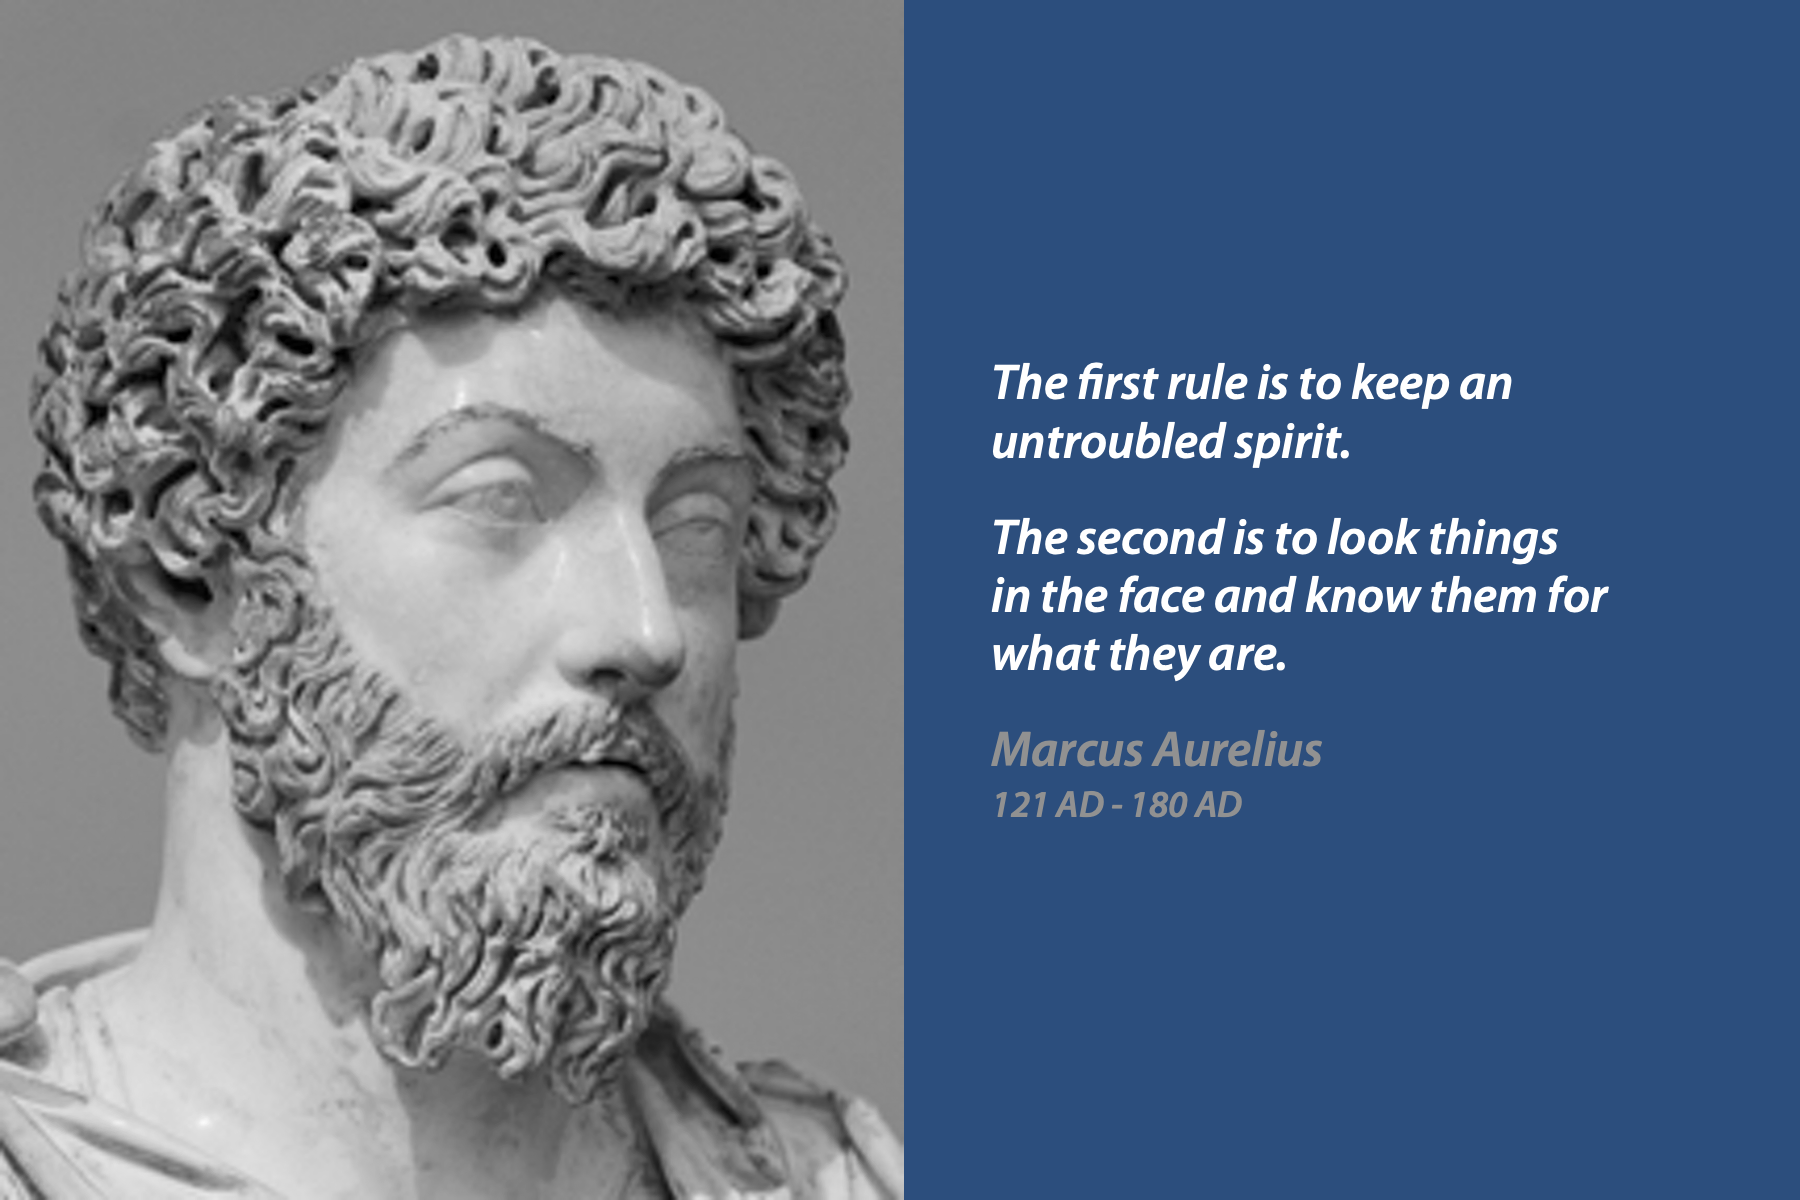 The first rule is to keep an
untroubled spirit.
The second is to look things
in the face and know them for
what they are.
Marcus Aurelius
121 AD - 180 AD